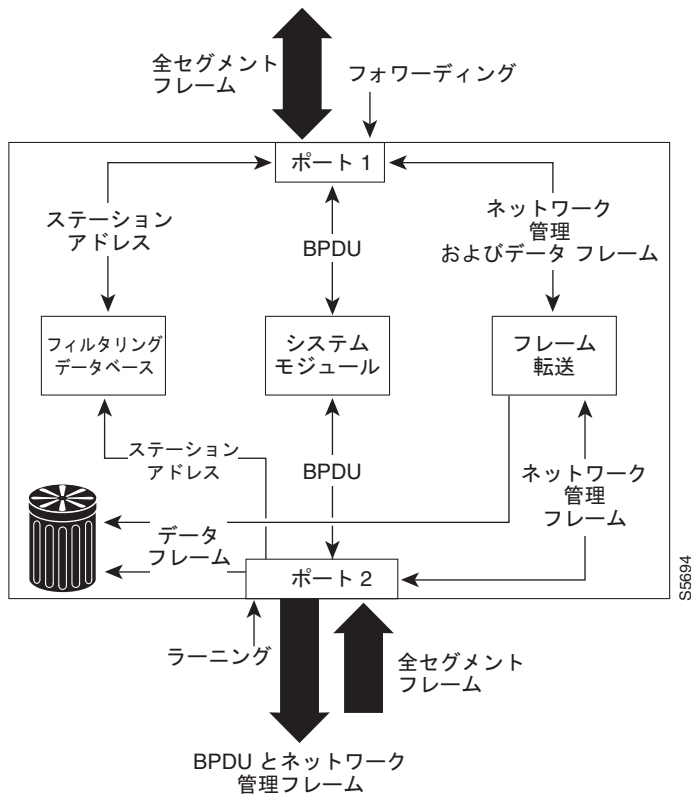 全セグメント
フレーム
フォワーディング
ポート 1
ステーション
アドレス
BPDU
ネットワーク
管理
およびデータ フレーム
フィルタリング
データベース
システム
モジュール
フレーム
転送
ステーション
アドレス
BPDU
ネットワーク
管理
フレーム
データ
フレーム
ポート 2
S5694
ラーニング
全セグメント
フレーム
BPDU とネットワーク
管理フレーム